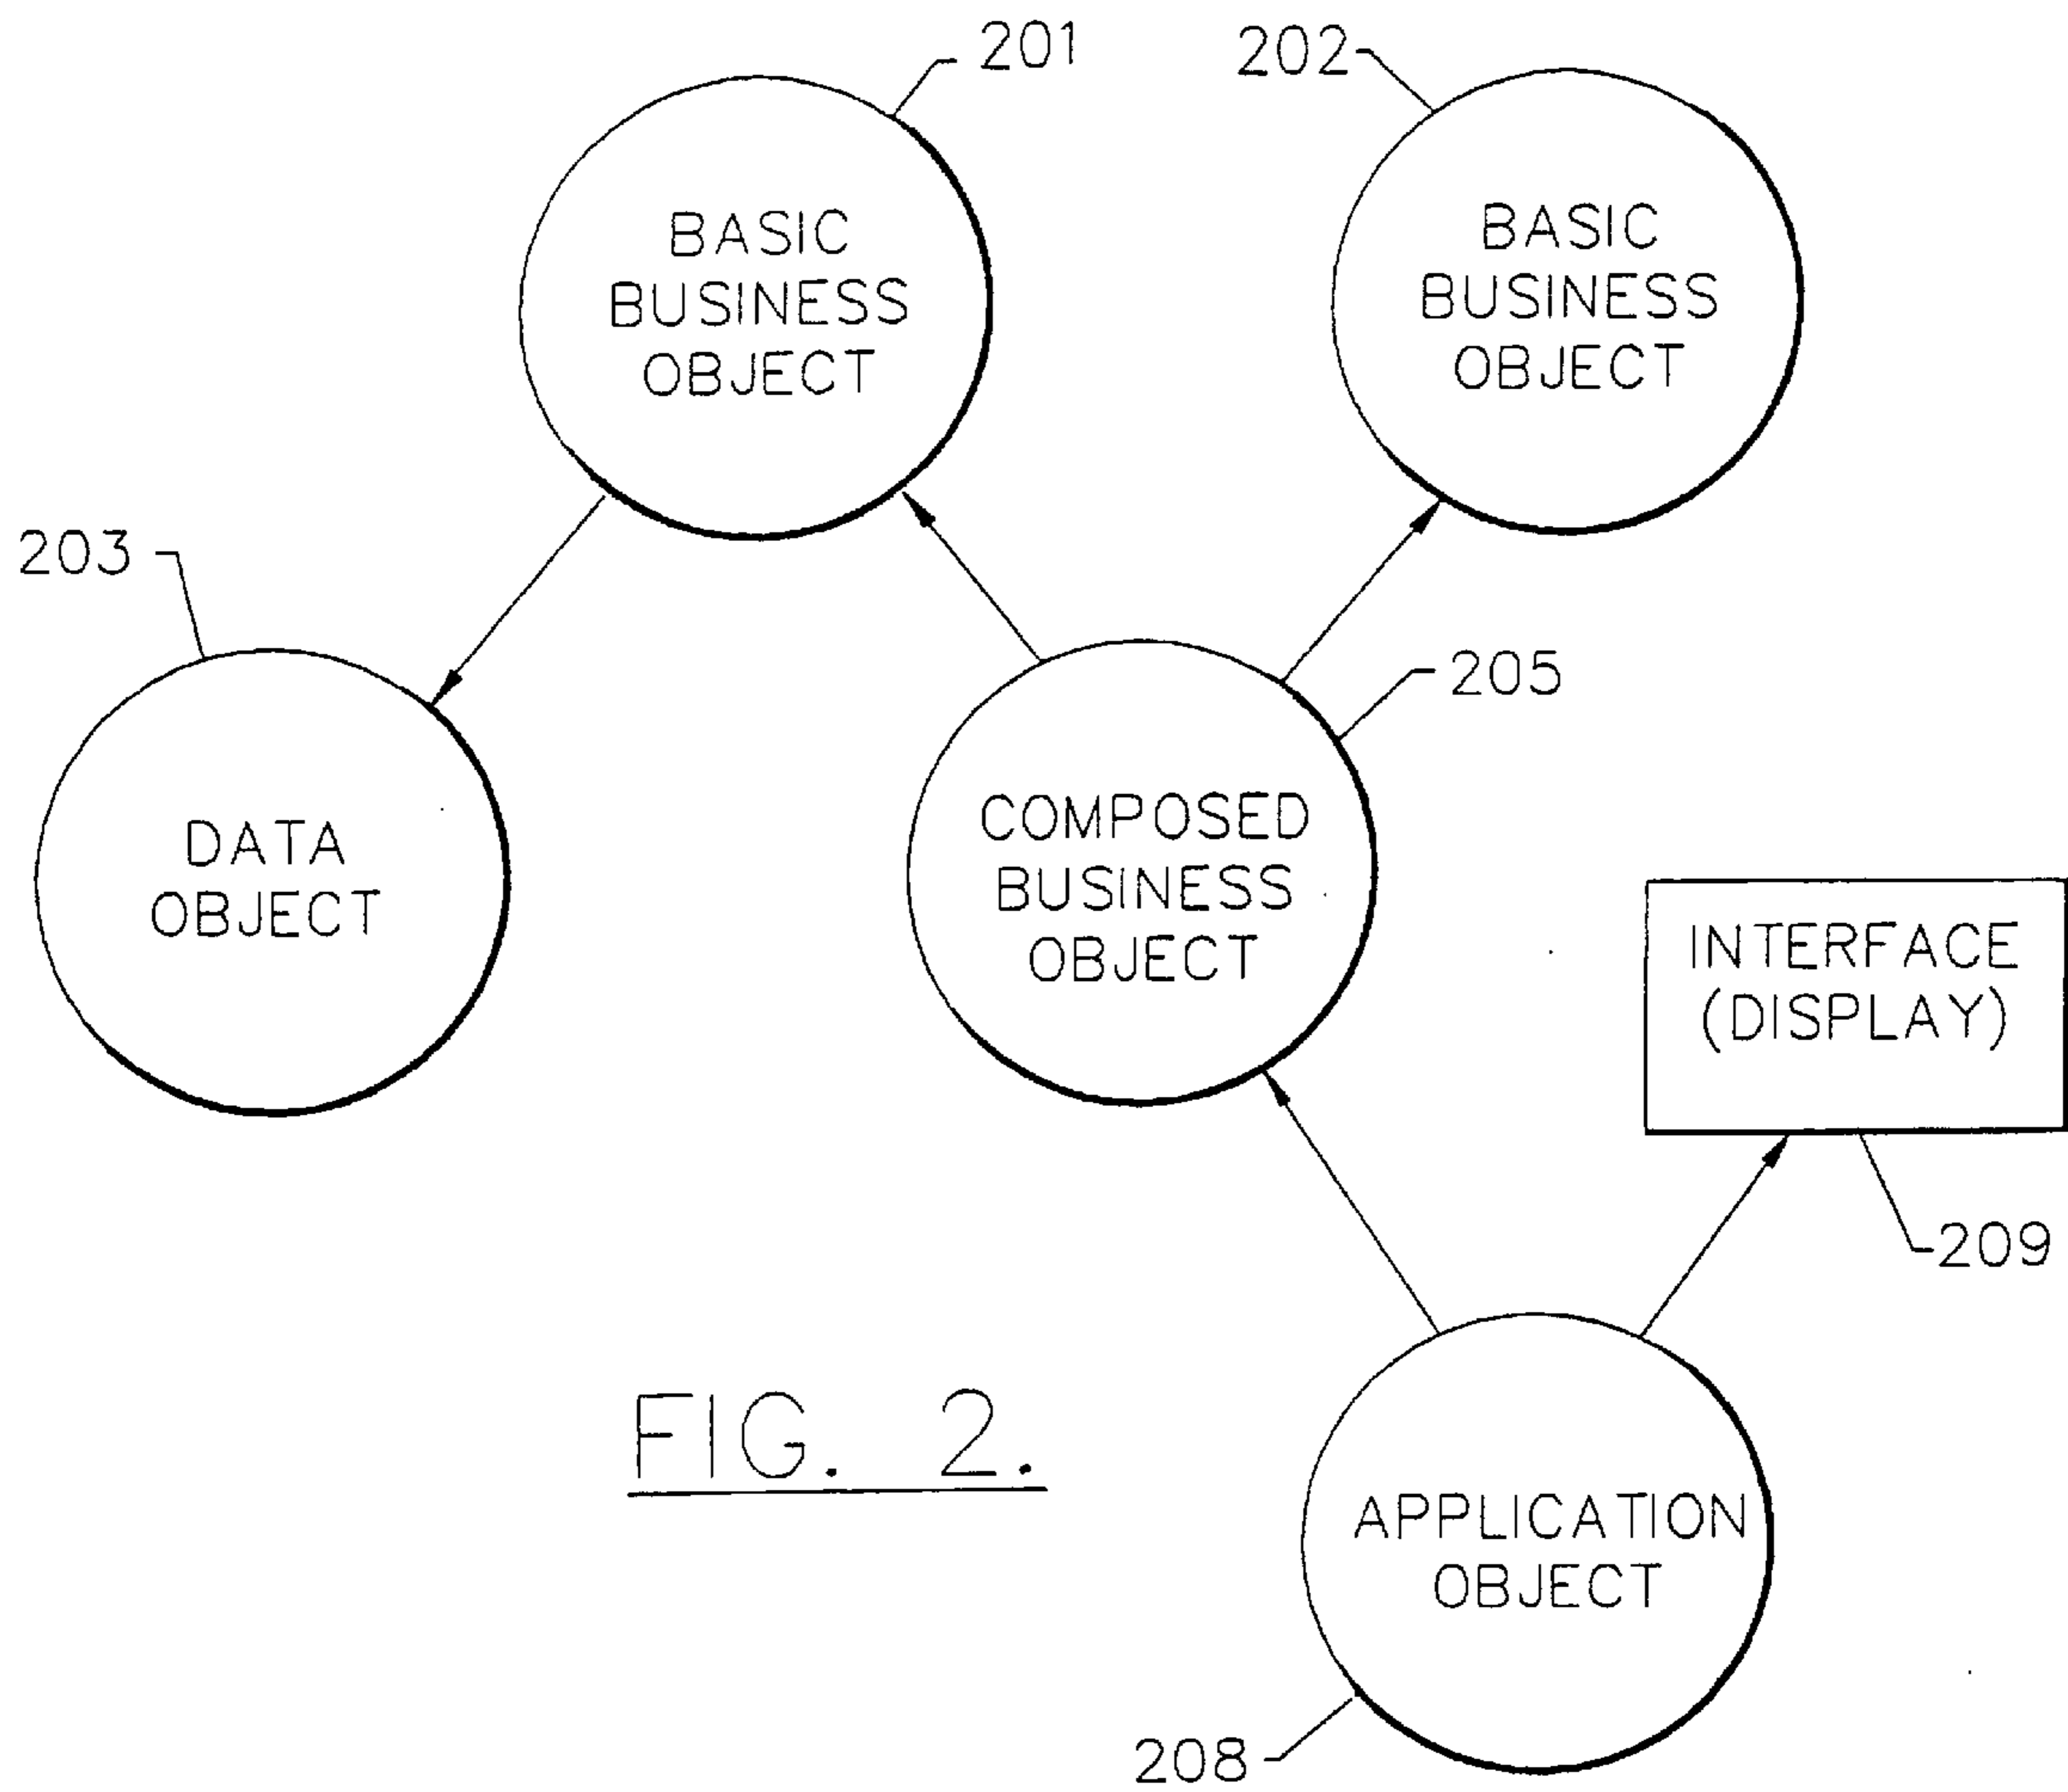 201
202
BASIC
BUSINESS
OBJECT
BASIC
BUSINESS
OBJECT
203
205
DATA
OBJECT
COMPOSED
BUSINESS
OBJECT
INTERFACE
(DISPLAY)
209
FIG. 2.
APPLICATION
OBJECT
208